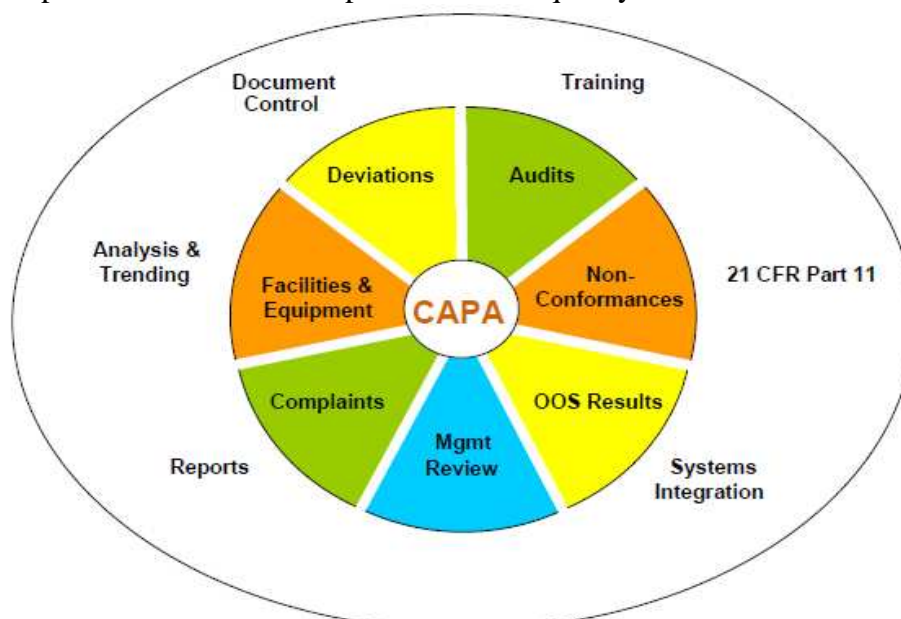 Document
Control
Training
Deviations
Audits
Analysis &
Trending
Facilities &
Equipment
CAPA
Non-
Conformances
21 CFR Part 11
Complaints
OOS Results
Mgmt
Review
Reports
Systems
Integration